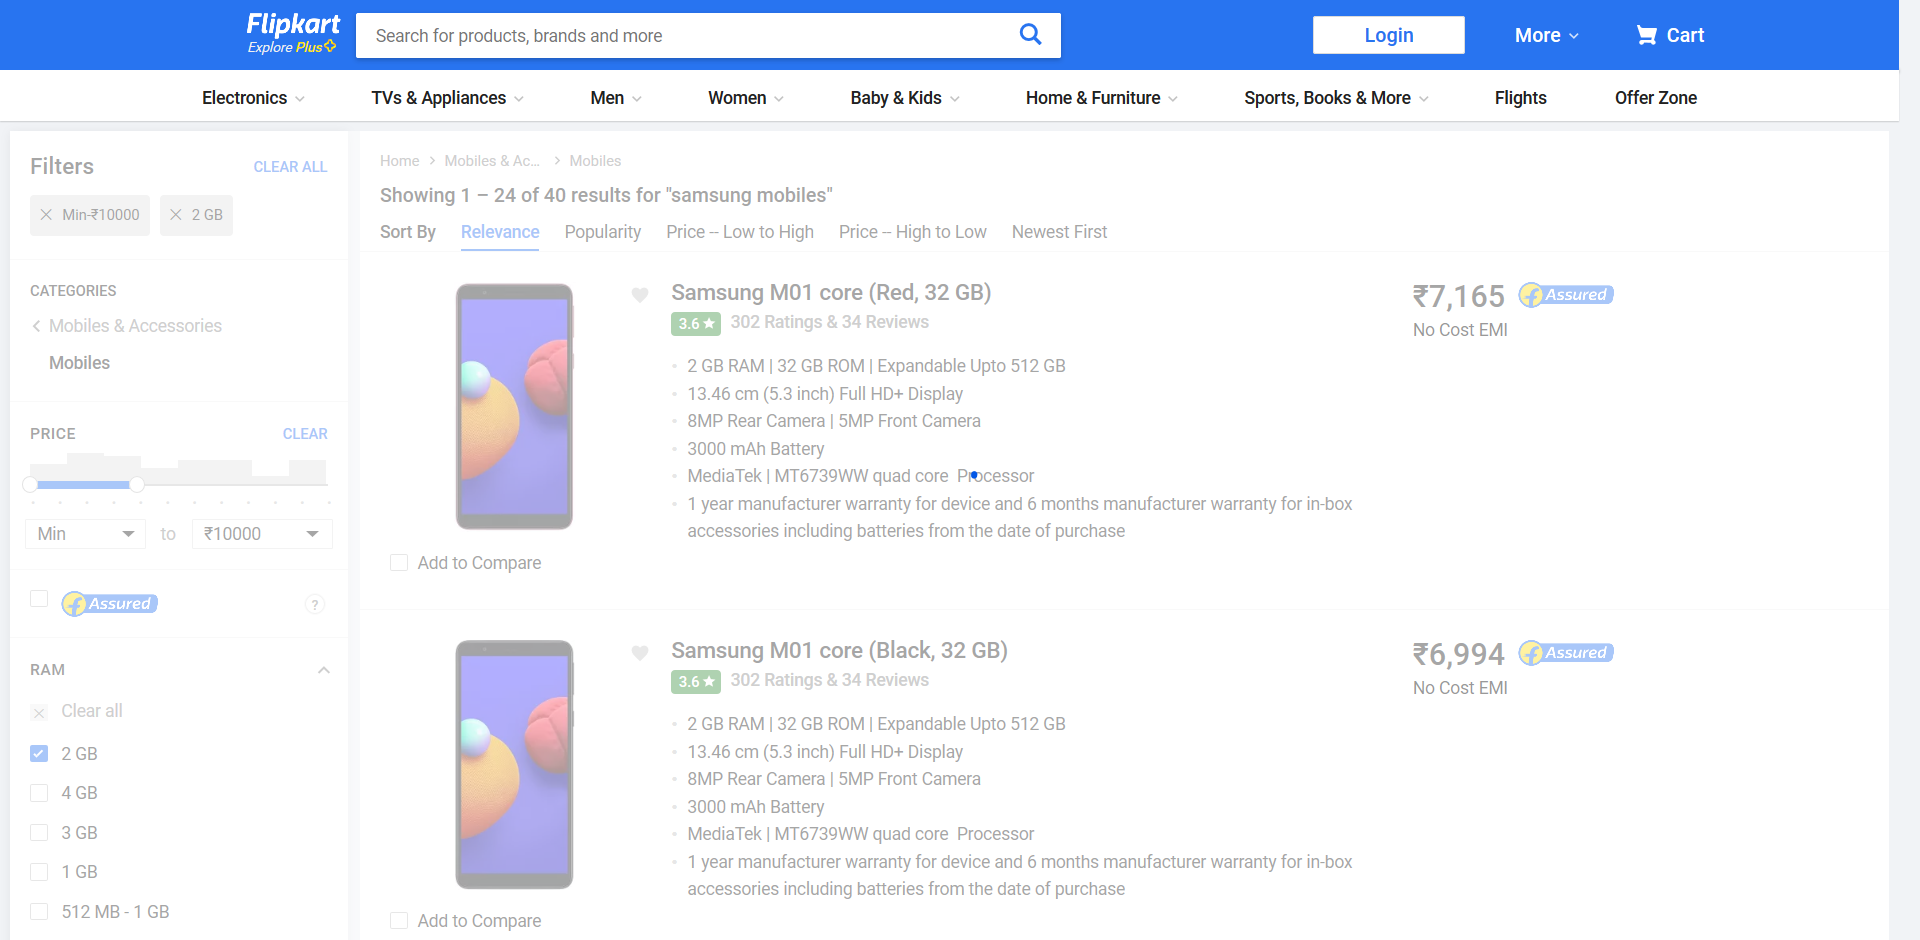 Flipkart
Explore Plus
Search for products, brands and more
Login
More
Cart
Electronics
TVs & Appliances
Men
Women
Baby & Kids
Home & Furniture
Sports, Books & More
Flights
Offer Zone
Filters
CLEAR ALL
Min-₹10000
2 GB
CATEGORIES
Mobiles & Accessories
Mobiles
PRICE
CLEAR
Min
to
₹10000
Assured
?
RAM
Clear all
2 GB
4 GB
3 GB
1 GB
512 MB - 1 GB
Home
Mobiles & Ac...
Mobiles
Showing 1 – 24 of 40 results for "samsung mobiles"
Sort By
Relevance
Popularity
Price -- Low to High
Price -- High to Low
Newest First
Samsung M01 core (Red, 32 GB)
3.6
302 Ratings & 34 Reviews
2 GB RAM | 32 GB ROM | Expandable Upto 512 GB
13.46 cm (5.3 inch) Full HD+ Display
8MP Rear Camera | 5MP Front Camera
3000 mAh Battery
MediaTek | MT6739WW quad core Processor
1 year manufacturer warranty for device and 6 months manufacturer warranty for in-box
accessories including batteries from the date of purchase
₹7,165
Assured
No Cost EMI
Add to Compare
Samsung M01 core (Black, 32 GB)
3.6
302 Ratings & 34 Reviews
2 GB RAM | 32 GB ROM | Expandable Upto 512 GB
13.46 cm (5.3 inch) Full HD+ Display
8MP Rear Camera | 5MP Front Camera
3000 mAh Battery
MediaTek | MT6739WW quad core Processor
1 year manufacturer warranty for device and 6 months manufacturer warranty for in-box
accessories including batteries from the date of purchase
₹6,994
Assured
No Cost EMI
Add to Compare